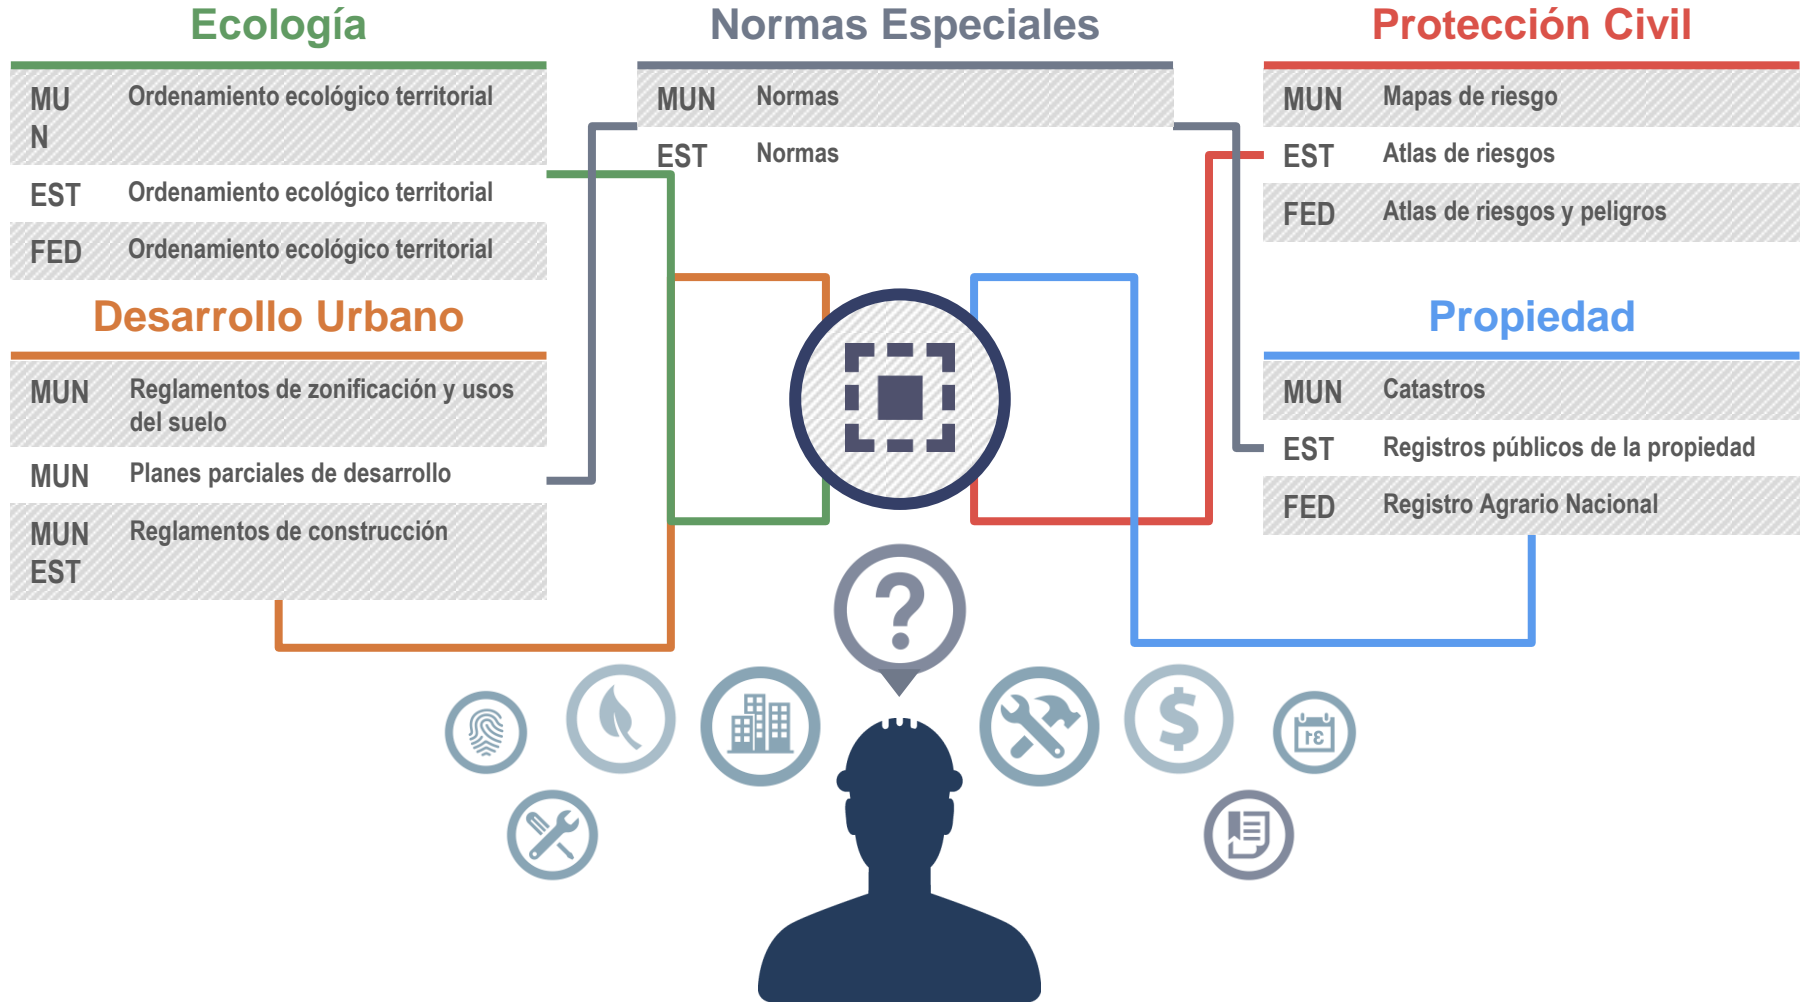 Ecología
MU
N
Ordenamiento ecológico territorial
EST
Ordenamiento ecológico territorial
FED
Ordenamiento ecológico territorial
Desarrollo Urbano
MUN
Reglamentos de zonificación y usos
del suelo
MUN
Planes parciales de desarrollo
MUN
EST
Reglamentos de construcción
Normas Especiales
MUN
Normas
EST
Normas
Protección Civil
MUN
Mapas de riesgo
EST
Atlas de riesgos
FED
Atlas de riesgos y peligros
Propiedad
MUN
Catastros
EST
Registros públicos de la propiedad
FED
Registro Agrario Nacional
?
$
31